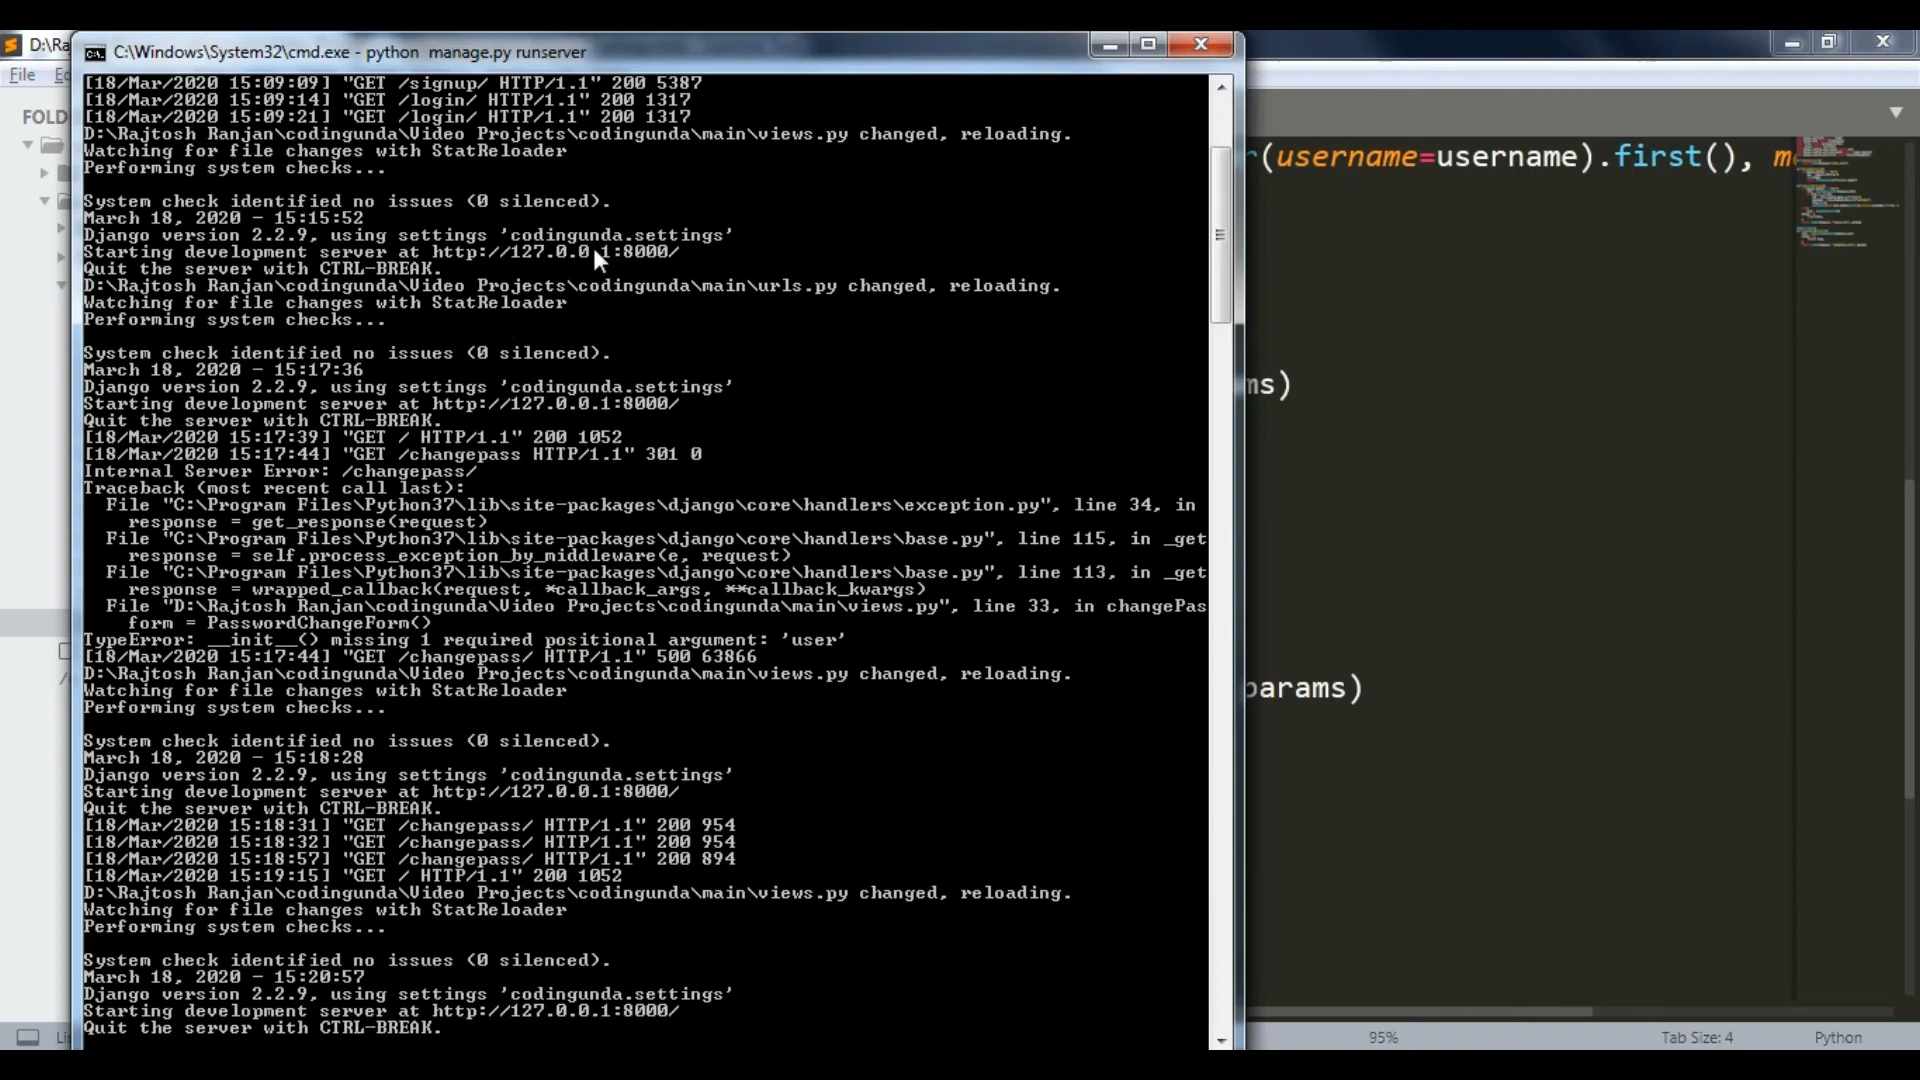 D:\Ra
C:\Windows\System32\cmd.exe - python  manage.py runserver
File
FOLD
[18/Mar/2020 15:09:09] "GET /signup/ HTTP/1.1" 200 5387
[18/Mar/2020 15:09:14] "GET /login/ HTTP/1.1" 200 1317
[18/Mar/2020 15:09:21] "GET /login/ HTTP/1.1" 200 1317
D:\Rajtosh Ranjan\codingunda\Video Projects\codingunda\main\views.py changed, reloading.
Watching for file changes with StatReloader
Performing system checks...
System check identified no issues (0 silenced).
March 18, 2020 - 15:15:52
Django version 2.2.9, using settings 'codingunda.settings'
Starting development server at http://127.0.0.1:8000/
Quit the server with CTRL-BREAK.
D:\Rajtosh Ranjan\codingunda\Video Projects\codingunda\main\urls.py changed, reloading.
Watching for file changes with StatReloader
Performing system checks...
System check identified no issues (0 silenced).
March 18, 2020 - 15:17:36
Django version 2.2.9, using settings 'codingunda.settings'
Starting development server at http://127.0.0.1:8000/
Quit the server with CTRL-BREAK.
[18/Mar/2020 15:17:39] "GET / HTTP/1.1" 200 1052
[18/Mar/2020 15:17:44] "GET /changepass HTTP/1.1" 301 0
Internal Server Error: /changepass/
Traceback (most recent call last):
  File "C:\Program Files\Python37\lib\site-packages\django\core\handlers\exception.py", line 34, in
    response = get_response(request)
  File "C:\Program Files\Python37\lib\site-packages\django\core\handlers\base.py", line 115, in _get
    response = self.process_exception_by_middleware(e, request)
  File "C:\Program Files\Python37\lib\site-packages\django\core\handlers\base.py", line 113, in _get
    response = wrapped_callback(request, *callback_args, **callback_kwargs)
  File "D:\Rajtosh Ranjan\codingunda\Video Projects\codingunda\main\views.py", line 33, in changePas
    form = PasswordChangeForm()
TypeError: __init__() missing 1 required positional argument: 'user'
[18/Mar/2020 15:17:44] "GET /changepass/ HTTP/1.1" 500 63866
D:\Rajtosh Ranjan\codingunda\Video Projects\codingunda\main\views.py changed, reloading.
Watching for file changes with StatReloader
Performing system checks...
System check identified no issues (0 silenced).
March 18, 2020 - 15:18:28
Django version 2.2.9, using settings 'codingunda.settings'
Starting development server at http://127.0.0.1:8000/
Quit the server with CTRL-BREAK.
[18/Mar/2020 15:18:31] "GET /changepass/ HTTP/1.1" 200 954
[18/Mar/2020 15:18:32] "GET /changepass/ HTTP/1.1" 200 954
[18/Mar/2020 15:18:57] "GET /changepass/ HTTP/1.1" 200 894
[18/Mar/2020 15:19:15] "GET / HTTP/1.1" 200 1052
D:\Rajtosh Ranjan\codingunda\Video Projects\codingunda\main\views.py changed, reloading.
Watching for file changes with StatReloader
Performing system checks...
System check identified no issues (0 silenced).
March 18, 2020 - 15:20:57
Django version 2.2.9, using settings 'codingunda.settings'
Starting development server at http://127.0.0.1:8000/
Quit the server with CTRL-BREAK.
(username=username).first(), m
ms)
params)
95%
Tab Size: 4
Python